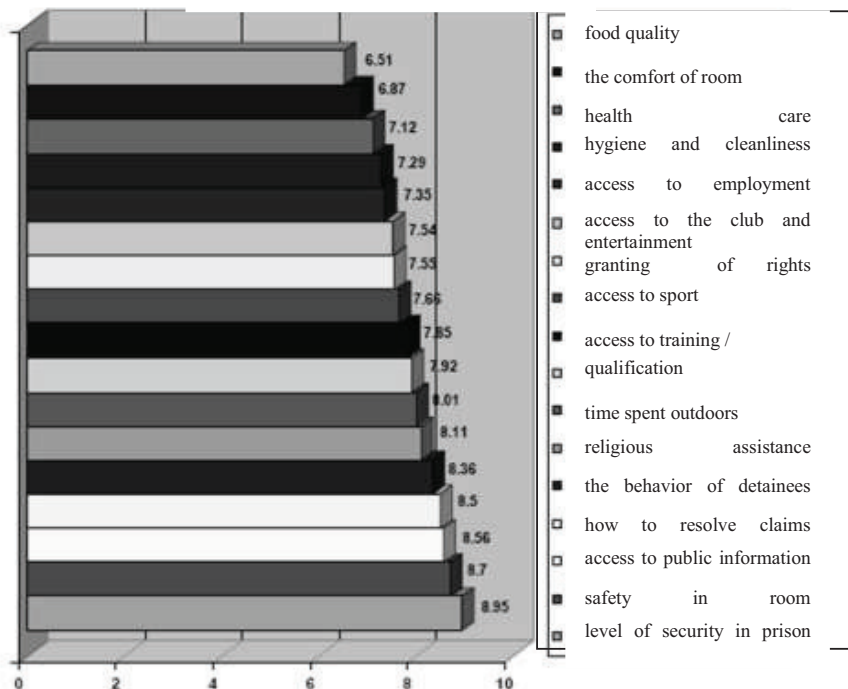 6.51
6.87
7.12
7.29
7.35
7.54
7.55
7.66
7.85
7.92
8.01
8.11
8.36
8.5
8.56
8.7
8.95
0 2 4 6 8 10
food quality
the comfort of room
health care
hygiene and cleanliness
access to employment
access to the club and
entertainment
granting of rights
access to sport
access to training /
qualification
time spent outdoors
religious assistance
the behavior of detainees
how to resolve claims
access to public information
safety in room
level of security in prison